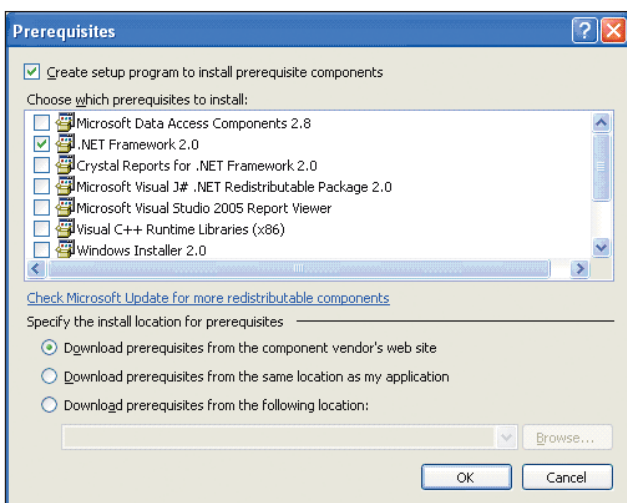 Prerequisites
Create setup program to install prerequisite components
Choose which prerequisites to install:
Microsoft Data Access Components 2.8
.NET Framework 2.0
Crystal Reports for .NET Framework 2.0
Microsoft Visual J# .NET Redistributable Package 2.0
Microsoft Visual Studio 2005 Report Viewer
Visual C++ Runtime Libraries (x86)
Windows Installer 2.0
Check Microsoft Update for more redistributable components
Specify the install location for prerequisites
Download prerequisites from the component vendor's web site
Download prerequisites from the same location as my application
Download prerequisites from the following location:
Browse...
OK Cancel